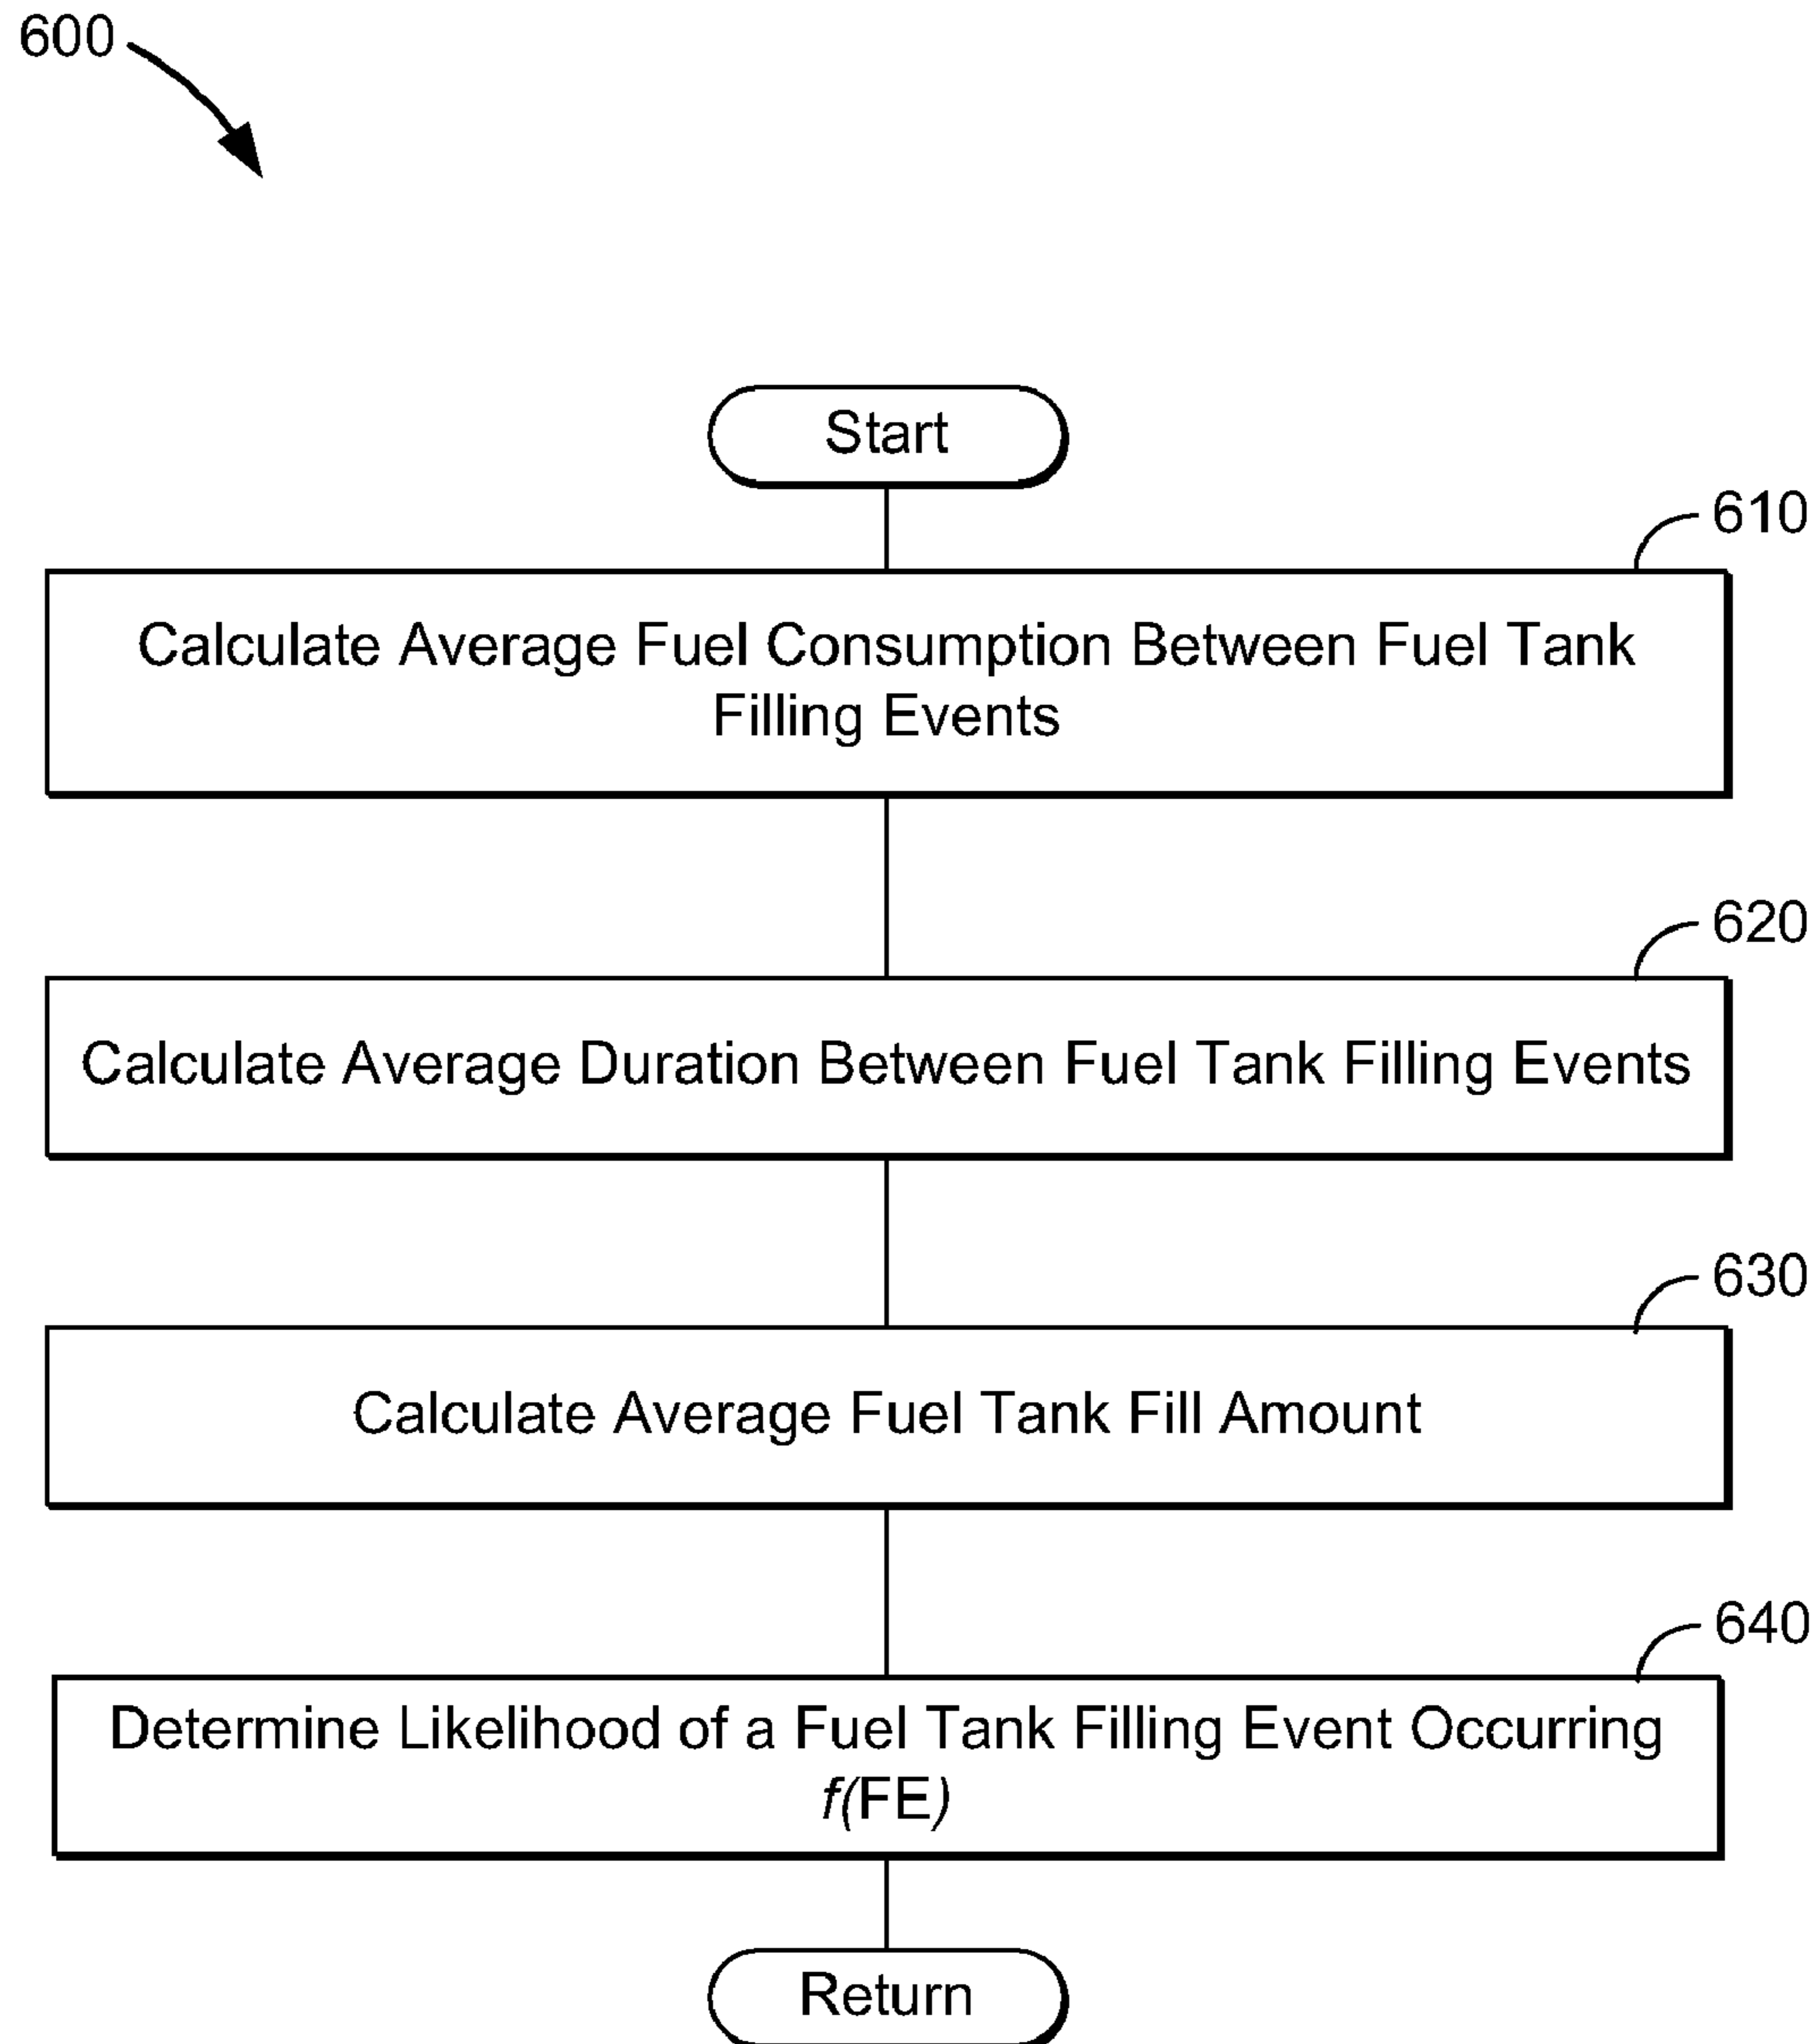 600
Start
610
Calculate Average Fuel Consumption Between Fuel Tank
Filling Events
620
Calculate Average Duration Between Fuel Tank Filling Events
630
Calculate Average Fuel Tank Fill Amount
640
Determine Likelihood of a Fuel Tank Filling Event Occurring
f(FE)
Return